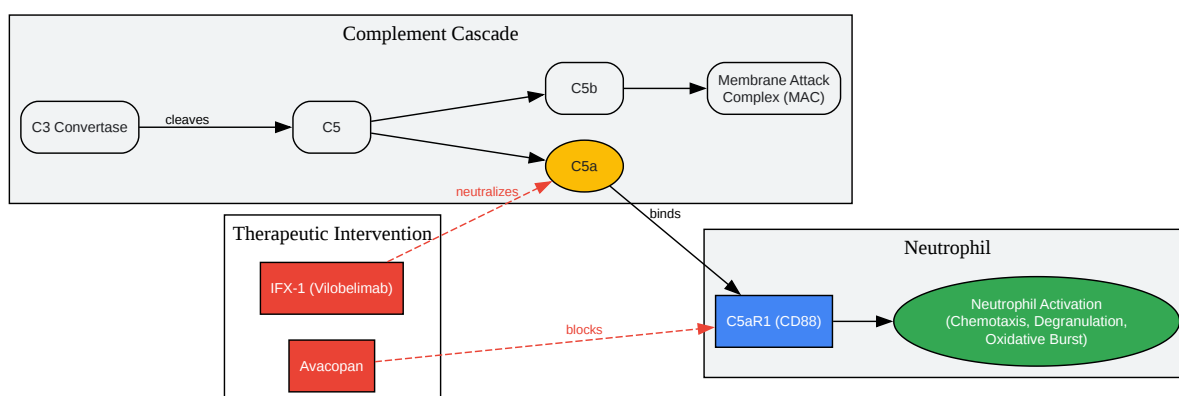 Complement Cascade
C3 Convertase
cleaves
C5
C5b
Membrane Attack
Complex (MAC)
C5a
neutralizes
binds
Therapeutic Intervention
IFX-1 (Vilobelimab)
Avacopan
blocks
Neutrophil
C5aR1 (CD88)
Neutrophil Activation
(Chemotaxis, Degranulation,
Oxidative Burst)